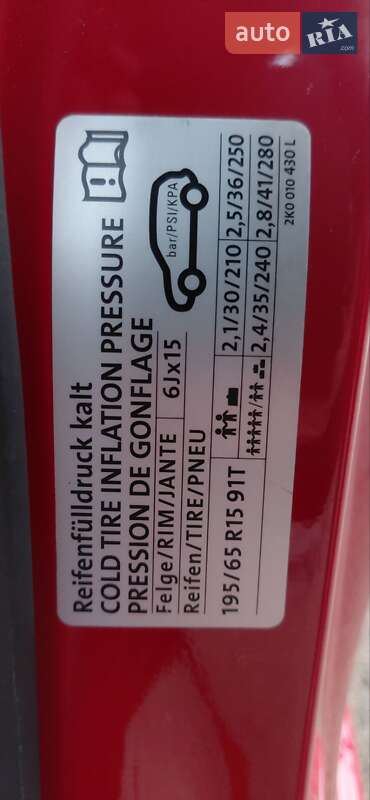 auto RIA.com
Reifenfülldruck kalt
COLD TIRE INFLATION PRESSURE
PRESSION DE GONFLAGE
Felge/RIM/JANTE 6Jx15 bar/PSI/KPA
Reifen/TIRE/PNEU
195/65 R15 91T 2,1/30/210 2,5/36/250
2,4/35/240 2,8/41/280
2K0 010 430 L